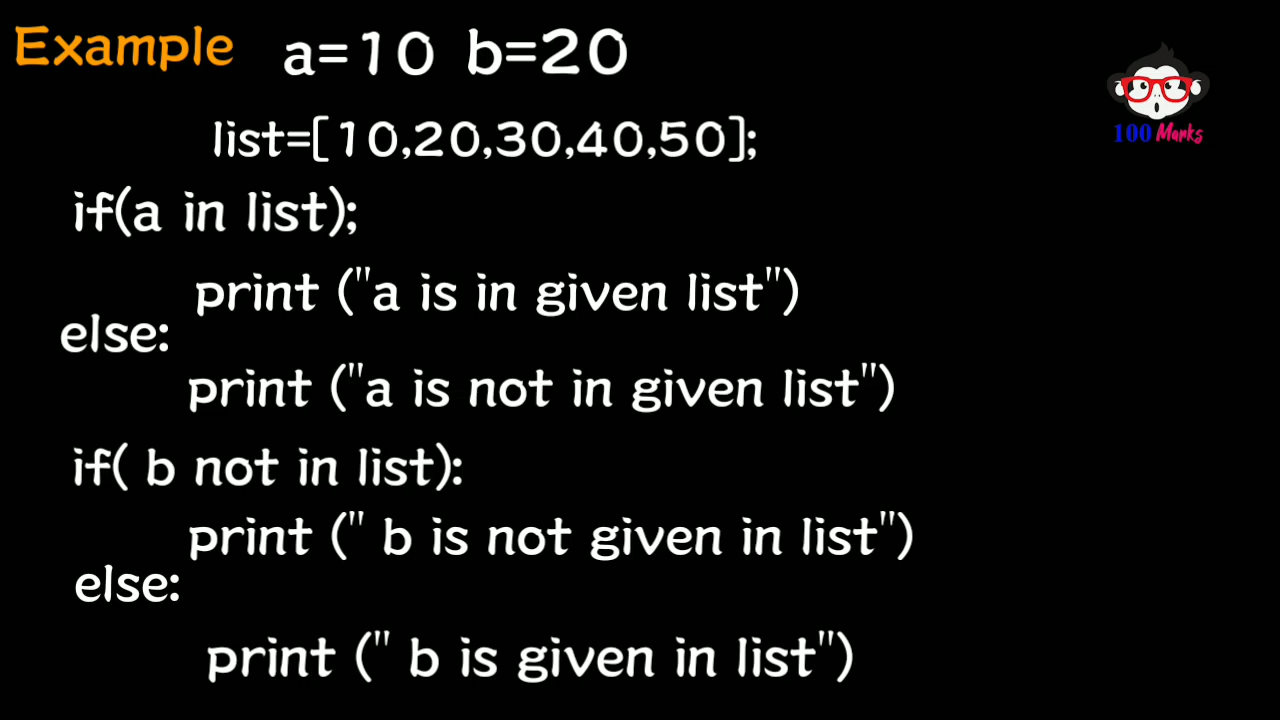 Example a=10 b=20
100 Marks
list=[10,20,30,40,50];
if(a in list);
print ("a is in given list")
else:
print ("a is not in given list")
if( b not in list):
print (" b is not given in list")
else:
print (" b is given in list")